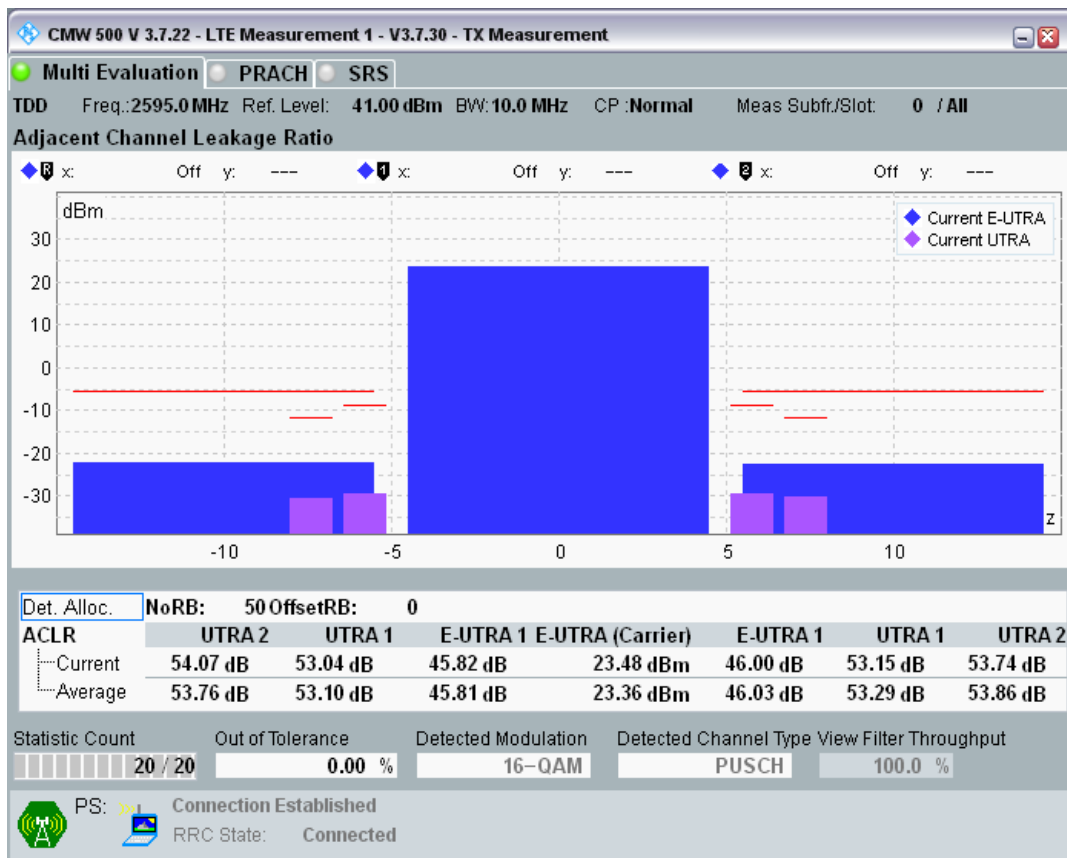 CMW 500 V 3.7.22 - LTE Measurement 1 - V3.7.30 - TX Measurement
Multi Evaluation PRACH SRS
TDD Freq.:2595.0 MHz Ref. Level: 41.00 dBm BW:10.0 MHz CP :Normal Meas Subfr./Slot: 0 / All
Adjacent Channel Leakage Ratio
R x: Off y: --- 1 x: Off y: --- 2 x: Off y: ---
dBm
Current E-UTRA
Current UTRA
30
20
10
0
-10
-20
-30
z
-10 -5 0 5 10
Det. Alloc. NoRB: 50 OffsetRB: 0
ACLR UTRA 2 UTRA 1 E-UTRA 1 E-UTRA (Carrier) E-UTRA 1 UTRA 1 UTRA 2
Current 54.07 dB 53.04 dB 45.82 dB 23.48 dBm 46.00 dB 53.15 dB 53.74 dB
Average 53.76 dB 53.10 dB 45.81 dB 23.36 dBm 46.03 dB 53.29 dB 53.86 dB
Statistic Count Out of Tolerance Detected Modulation Detected Channel Type View Filter Throughput
20 / 20 0.00 % 16-QAM PUSCH 100.0 %
PS: Connection Established
RRC State: Connected